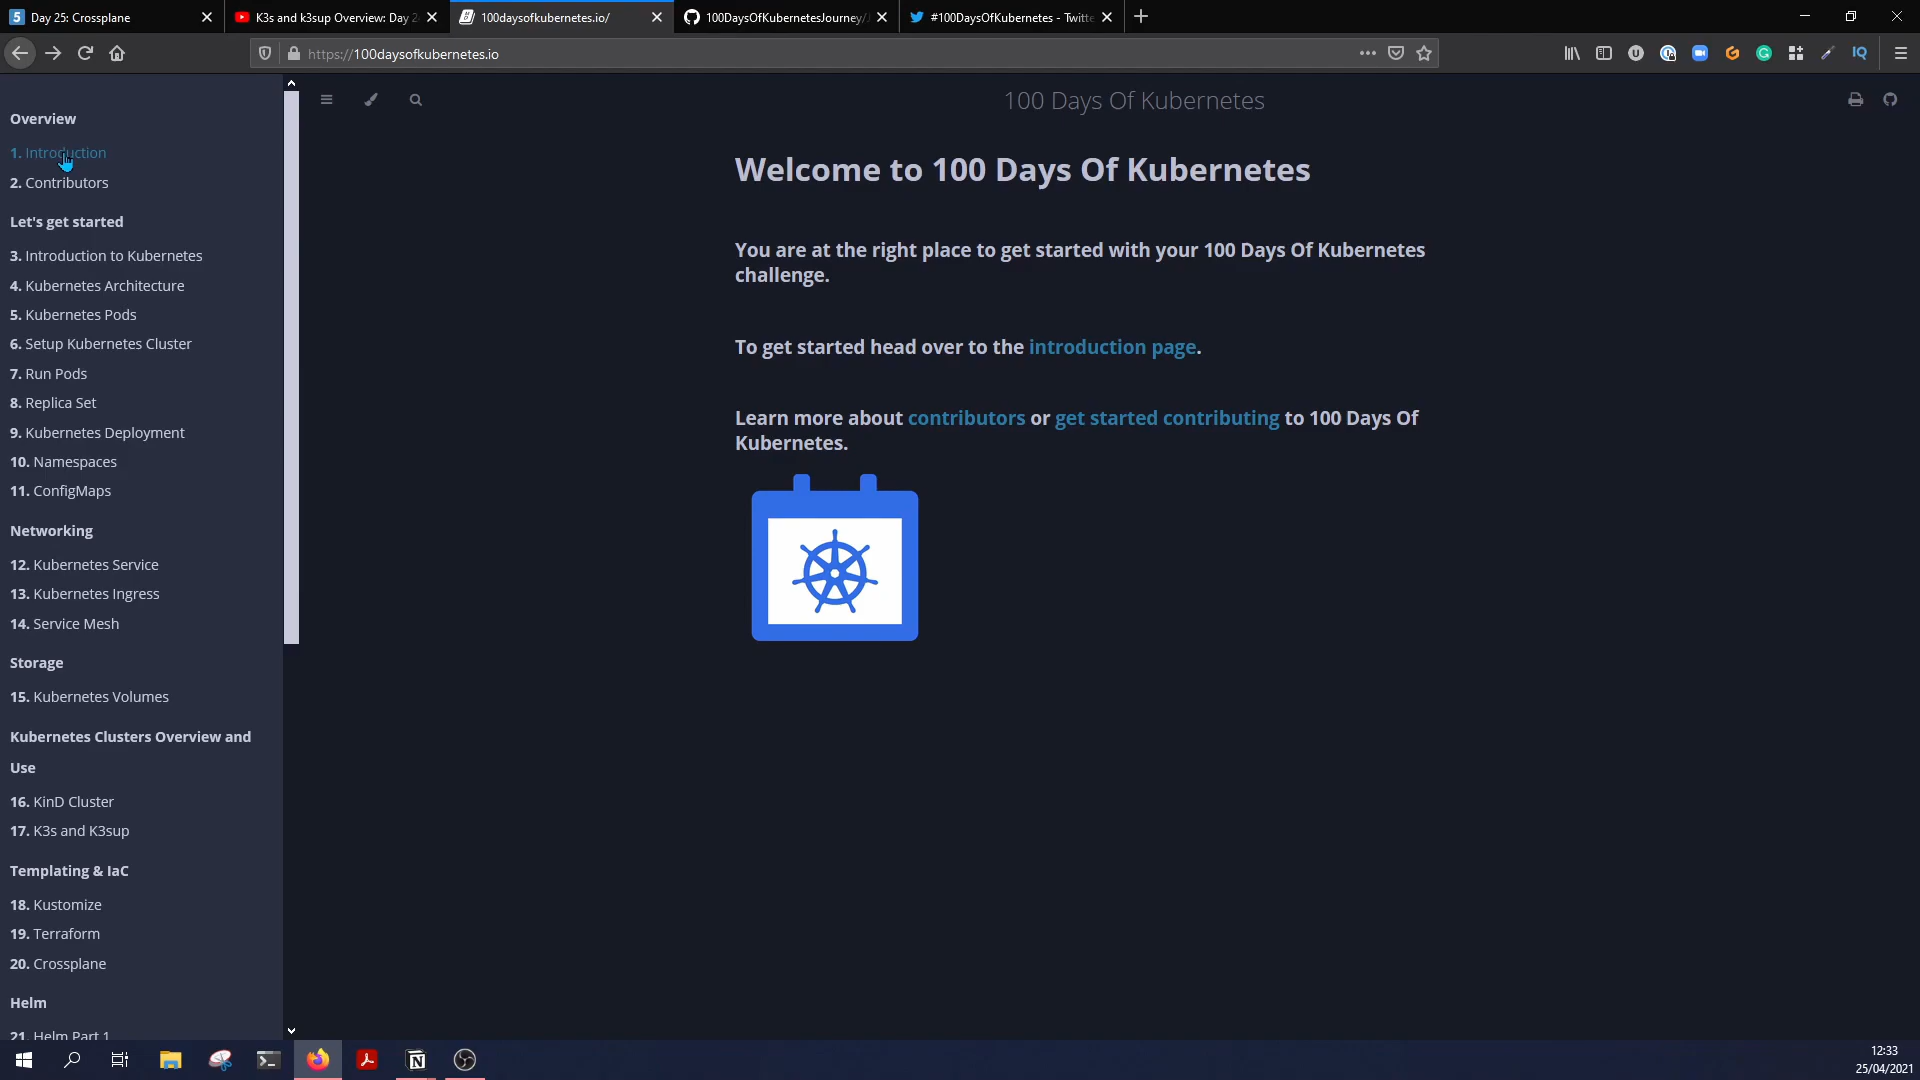 Day 25: Crossplane
K3s and k3sup Overview: Day 2
100daysofkubernetes.io/
100DaysOfKubernetesJourney/
#100DaysOfKubernetes - Twitte
https://100daysofkubernetes.io
100 Days Of Kubernetes
Overview
1. Introduction
2. Contributors
Let's get started
3. Introduction to Kubernetes
4. Kubernetes Architecture
5. Kubernetes Pods
6. Setup Kubernetes Cluster
7. Run Pods
8. Replica Set
9. Kubernetes Deployment
10. Namespaces
11. ConfigMaps
Networking
12. Kubernetes Service
13. Kubernetes Ingress
14. Service Mesh
Storage
15. Kubernetes Volumes
Kubernetes Clusters Overview and
Use
16. KinD Cluster
17. K3s and K3sup
Templating & IaC
18. Kustomize
19. Terraform
20. Crossplane
Helm
21. Helm Part 1
Welcome to 100 Days Of Kubernetes
You are at the right place to get started with your 100 Days Of Kubernetes
challenge.
To get started head over to the introduction page.
Learn more about contributors or get started contributing to 100 Days Of
Kubernetes.
12:33
25/04/2021